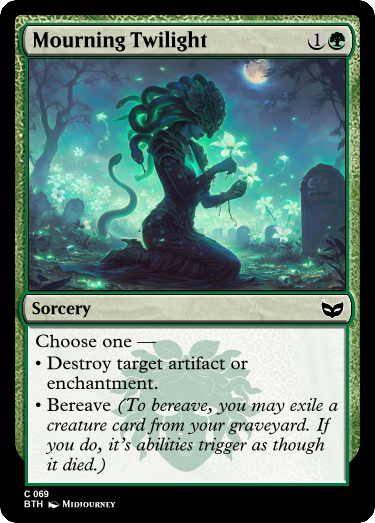 Mourning Twilight 1
Sorcery
Choose one —
• Destroy target artifact or
enchantment.
• Bereave (To bereave, you may exile a
creature card from your graveyard. If
you do, it's abilities trigger as though
it died.)
C 069
BTH Midjourney